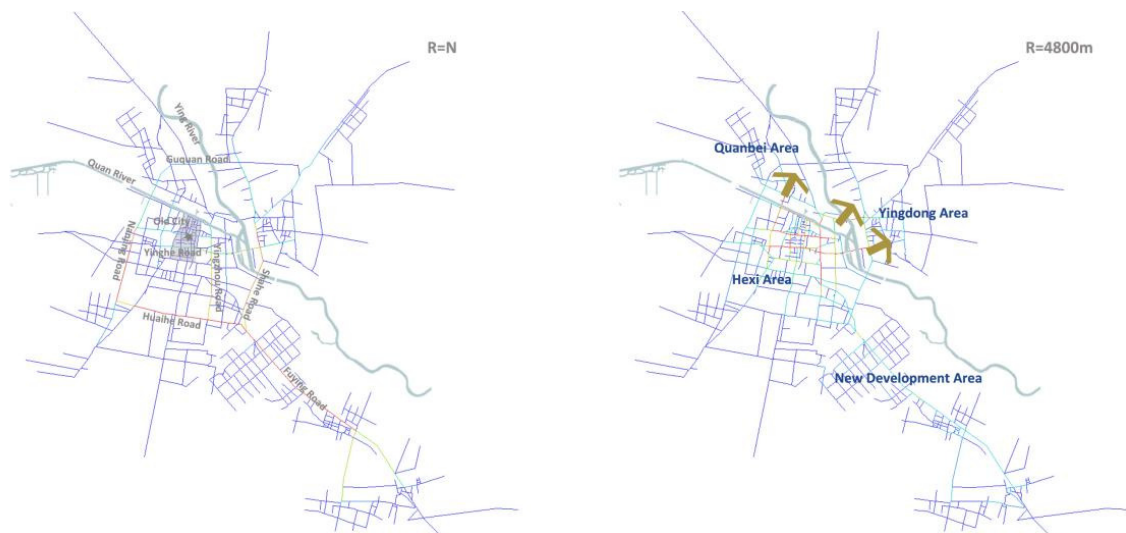 R=N
Ying River
Guquan Road
Quan River
Old City
Nanjing Road
Yinghe Road
Yingzhou Road
Shahe Road
Huaihe Road
Fuying Road
R=4800m
Quanbei Area
Yingdong Area
Hexi Area
New Development Area